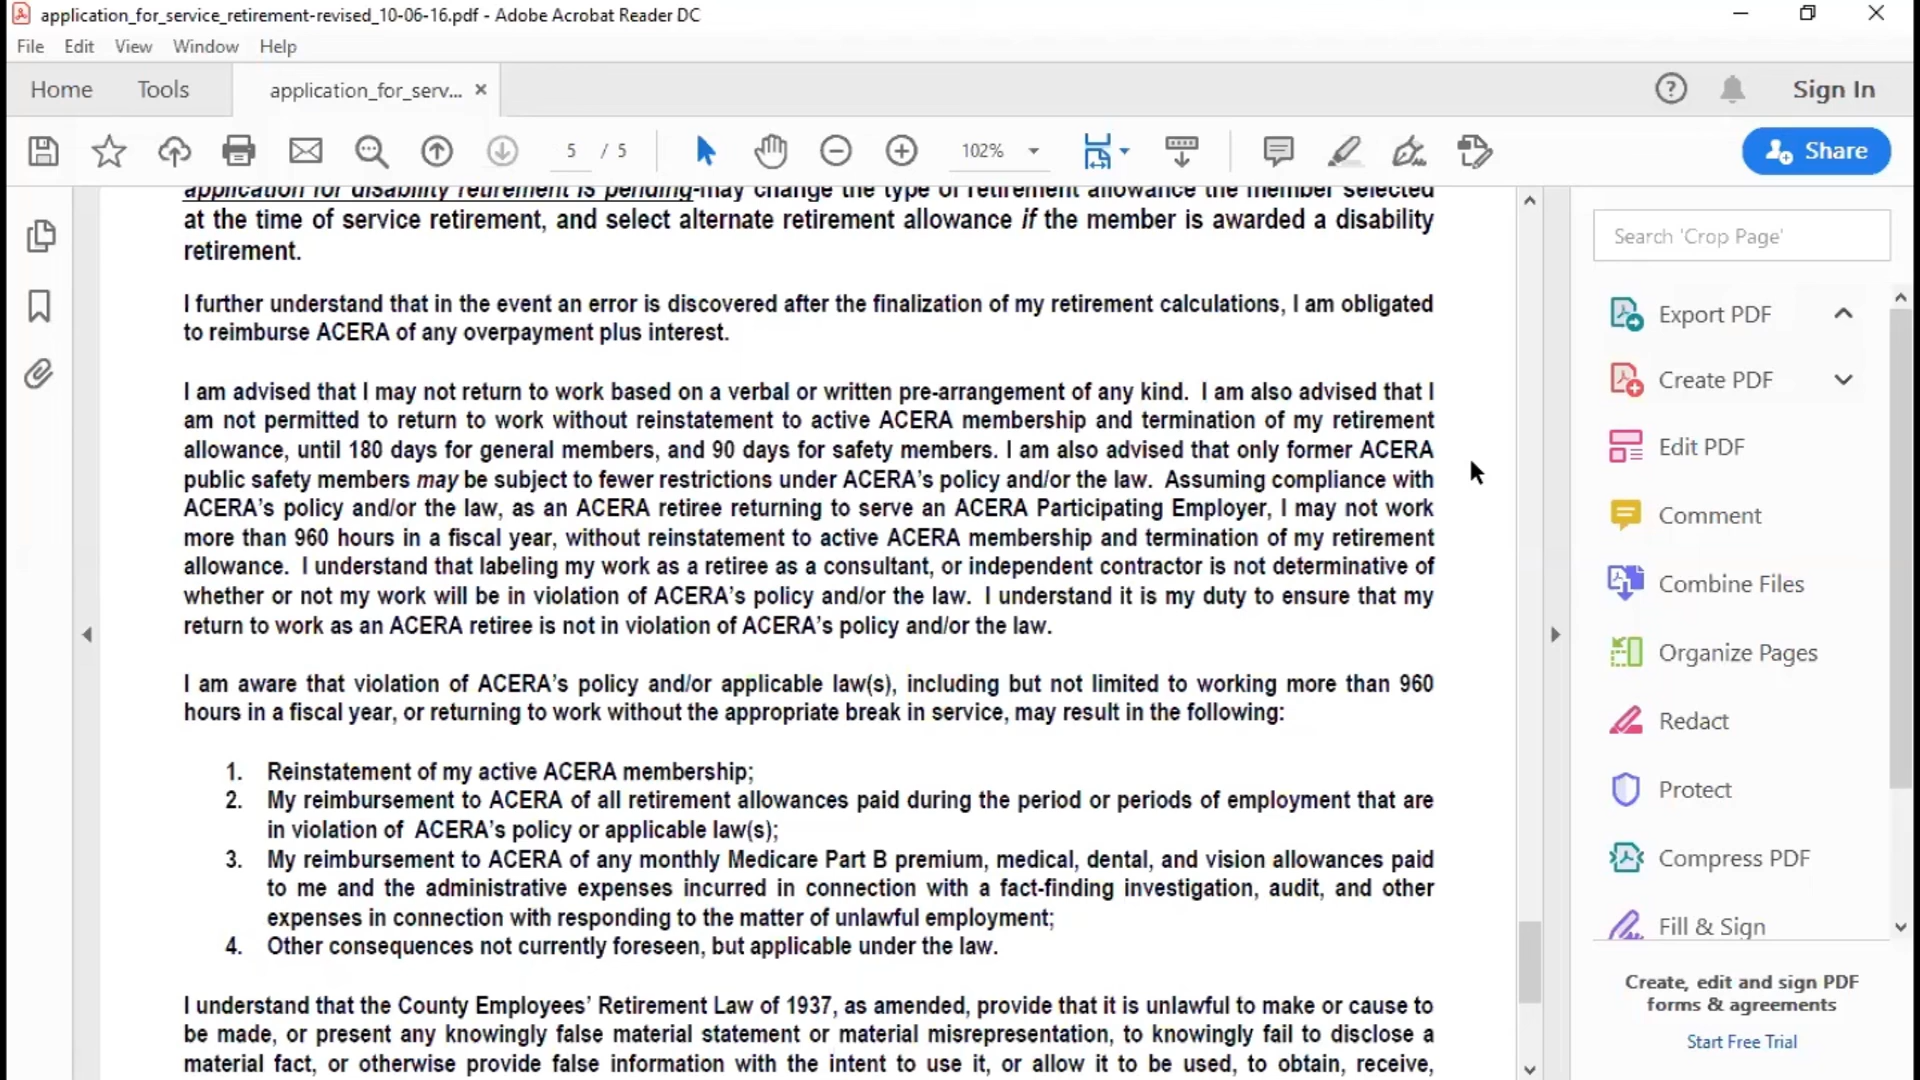 application_for_service_retirement-revised_10-06-16.pdf - Adobe Acrobat Reader DC
File Edit View Window Help
Home Tools application_for_serv... Sign In
5 / 5 102% Share
application for disability retirement is pending-may change the type of retirement allowance the member selected
at the time of service retirement, and select alternate retirement allowance if the member is awarded a disability
retirement.
I further understand that in the event an error is discovered after the finalization of my retirement calculations, I am obligated
to reimburse ACERA of any overpayment plus interest.
I am advised that I may not return to work based on a verbal or written pre-arrangement of any kind. I am also advised that I
am not permitted to return to work without reinstatement to active ACERA membership and termination of my retirement
allowance, until 180 days for general members, and 90 days for safety members. I am also advised that only former ACERA
public safety members may be subject to fewer restrictions under ACERA's policy and/or the law. Assuming compliance with
ACERA's policy and/or the law, as an ACERA retiree returning to serve an ACERA Participating Employer, I may not work
more than 960 hours in a fiscal year, without reinstatement to active ACERA membership and termination of my retirement
allowance. I understand that labeling my work as a retiree as a consultant, or independent contractor is not determinative of
whether or not my work will be in violation of ACERA's policy and/or the law. I understand it is my duty to ensure that my
return to work as an ACERA retiree is not in violation of ACERA's policy and/or the law.
I am aware that violation of ACERA's policy and/or applicable law(s), including but not limited to working more than 960
hours in a fiscal year, or returning to work without the appropriate break in service, may result in the following:
1. Reinstatement of my active ACERA membership;
2. My reimbursement to ACERA of all retirement allowances paid during the period or periods of employment that are
in violation of ACERA's policy or applicable law(s);
3. My reimbursement to ACERA of any monthly Medicare Part B premium, medical, dental, and vision allowances paid
to me and the administrative expenses incurred in connection with a fact-finding investigation, audit, and other
expenses in connection with responding to the matter of unlawful employment;
4. Other consequences not currently foreseen, but applicable under the law.
I understand that the County Employees' Retirement Law of 1937, as amended, provide that it is unlawful to make or cause to
be made, or present any knowingly false material statement or material misrepresentation, to knowingly fail to disclose a
material fact, or otherwise provide false information with the intent to use it, or allow it to be used, to obtain, receive,
Search 'Crop Page'
Export PDF
Create PDF
Edit PDF
Comment
Combine Files
Organize Pages
Redact
Protect
Compress PDF
Fill & Sign
Create, edit and sign PDF
forms & agreements
Start Free Trial